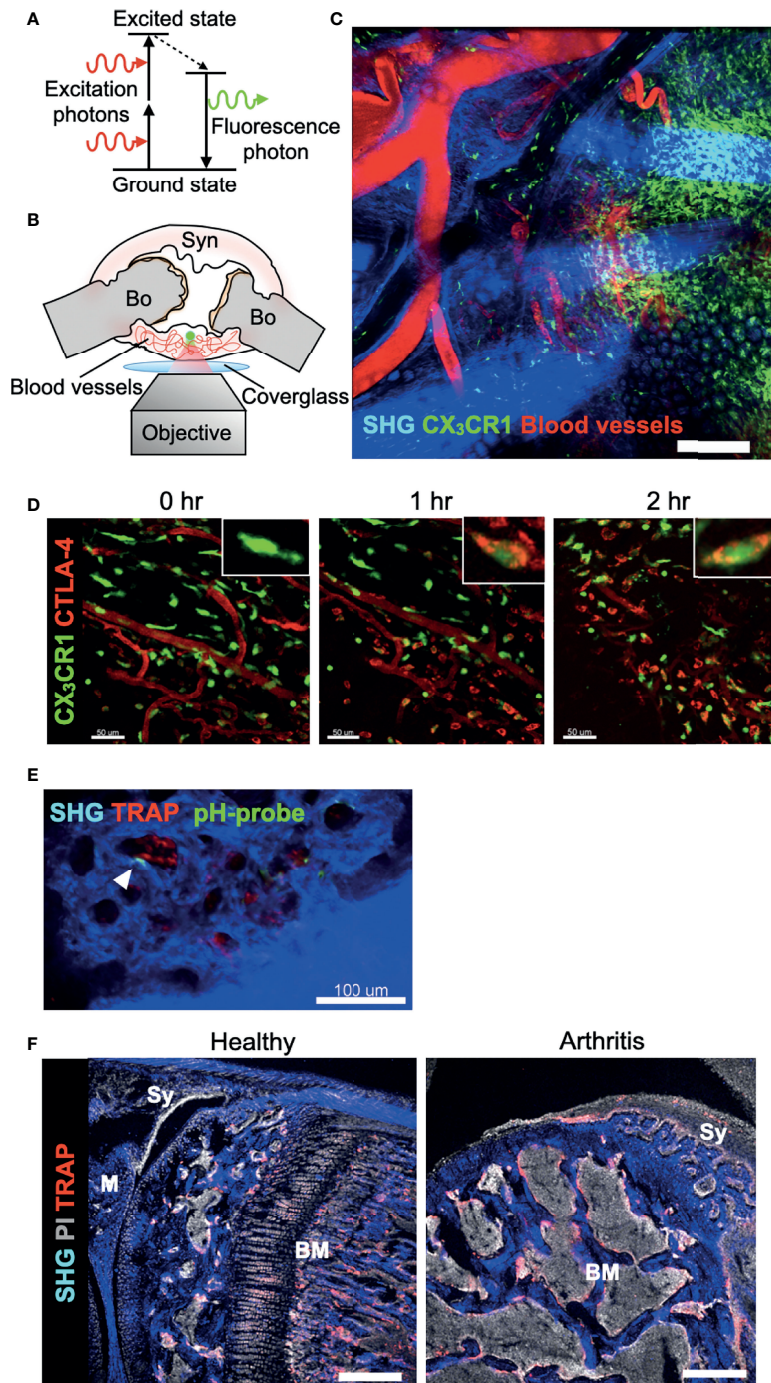 A
Excited state
Excitation
photons
Fluorescence
photon
Ground state
B
Syn
Bo
Bo
Blood vessels
Coverglass
Objective
C
SHG CX₃CR1 Blood vessels
D
0 hr
1 hr
2 hr
CX₃CR1 CTLA-4
50 um
50 um
50 um
E
SHG TRAP pH-probe
100 um
F
Healthy
Arthritis
SHG PI TRAP
Sy
M
BM
Sy
BM